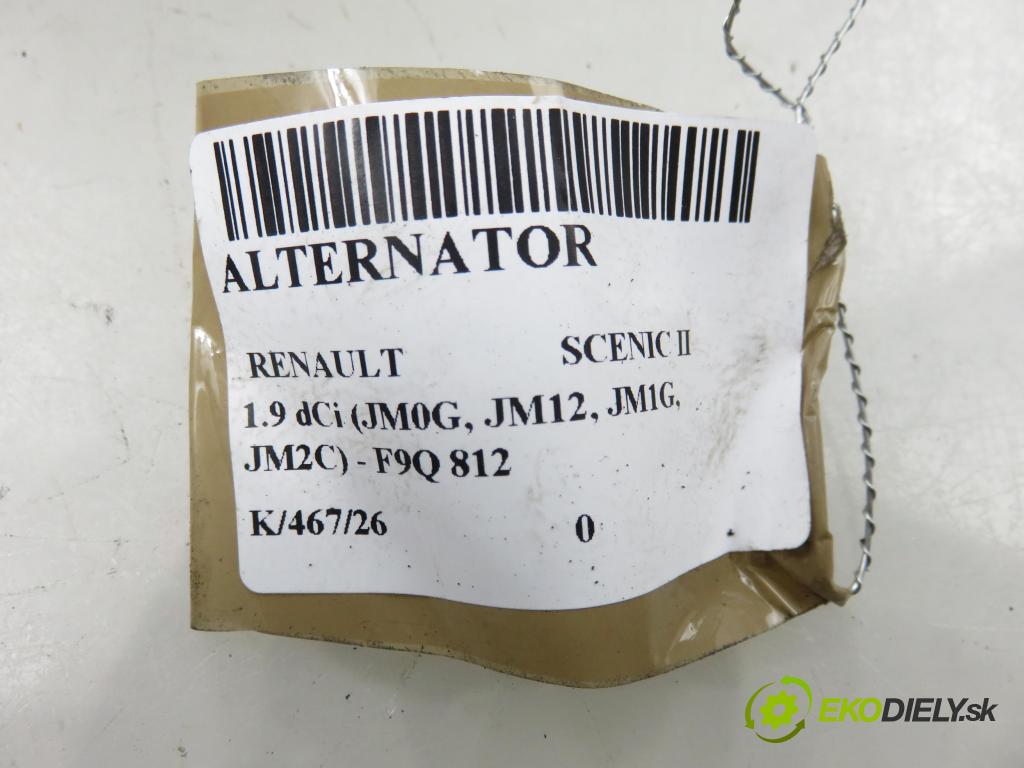 ALTERNATOR
RENAULT SCENIC II
1.9 dCi (JM0G, JM12, JM1G,
JM2C) - F9Q 812
K/467/26 0
EKODIELY.sk